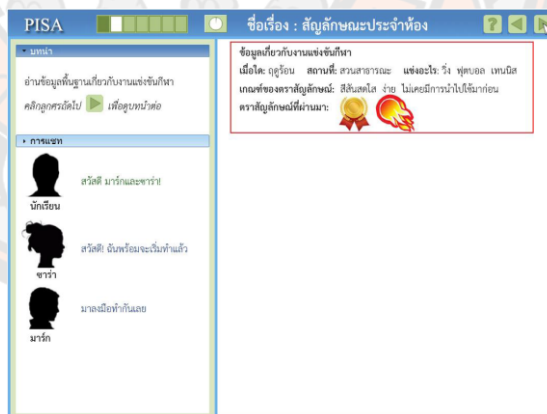 PISA
ชื่อเรื่อง : สัญลักษณะประจำห้อง
?
บทนำ
อ่านข้อมูลพื้นฐานเกี่ยวกับงานแข่งขันกีฬา
คลิกลูกศรถัดไป เพื่อดูบทนำต่อ
การแชท
สวัสดี มาร์กและซาร่า!
นักเรียน
สวัสดี! ฉันพร้อมจะเริ่มทำแล้ว
ซาร่า
มาลงมือทำกันเลย
มาร์ก
ข้อมูลเกี่ยวกับงานแข่งขันกีฬา
เมื่อใด: ฤดูร้อน สถานที่: สวนสาธารณะ แข่งอะไร: วิ่ง ฟุตบอล เทนนิส
เกณฑ์ของตราสัญลักษณ์: สีสันสดใส ง่าย ไม่เคยมีการนำไปใช้มาก่อน
ตราสัญลักษณ์ที่ผ่านมา: